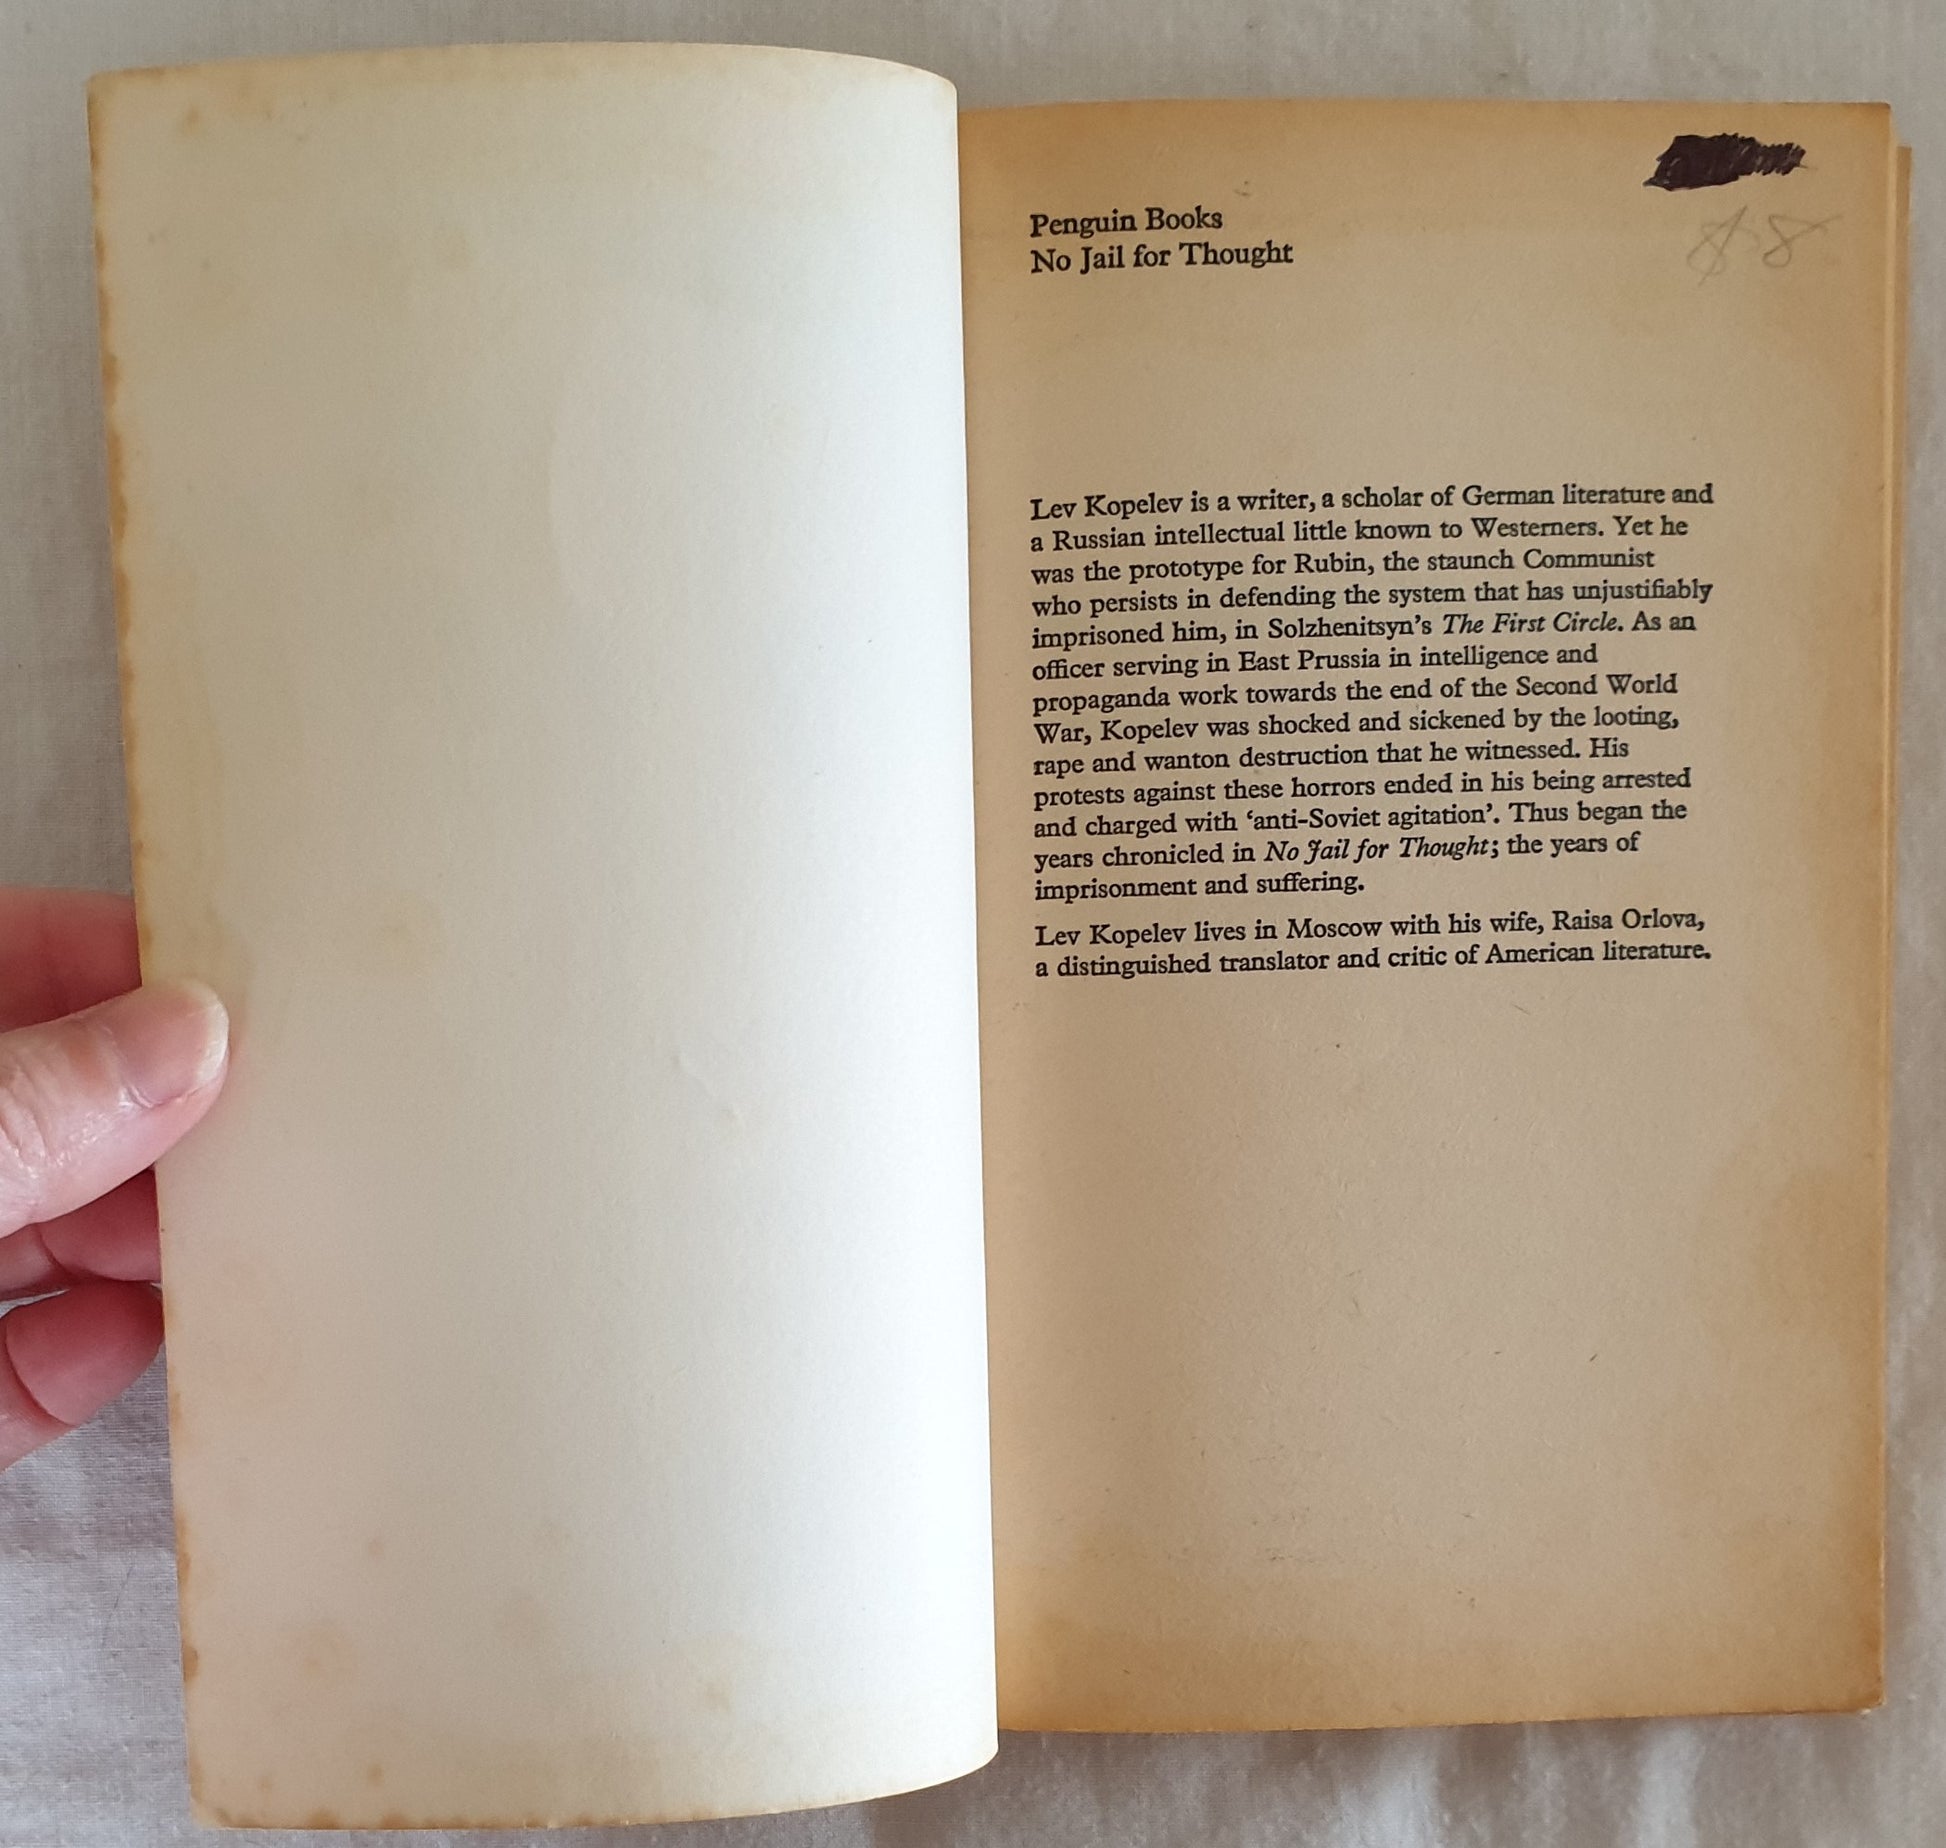 Penguin Books
No Jail for Thought
$8
Lev Kopelev is a writer, a scholar of German literature and
a Russian intellectual little known to Westerners. Yet he
was the prototype for Rubin, the staunch Communist
who persists in defending the system that has unjustifiably
imprisoned him, in Solzhenitsyn's The First Circle. As an
officer serving in East Prussia in intelligence and
propaganda work towards the end of the Second World
War, Kopelev was shocked and sickened by the looting,
rape and wanton destruction that he witnessed. His
protests against these horrors ended in his being arrested
and charged with ‘anti-Soviet agitation’. Thus began the
years chronicled in No Jail for Thought; the years of
imprisonment and suffering.
Lev Kopelev lives in Moscow with his wife, Raisa Orlova,
a distinguished translator and critic of American literature.